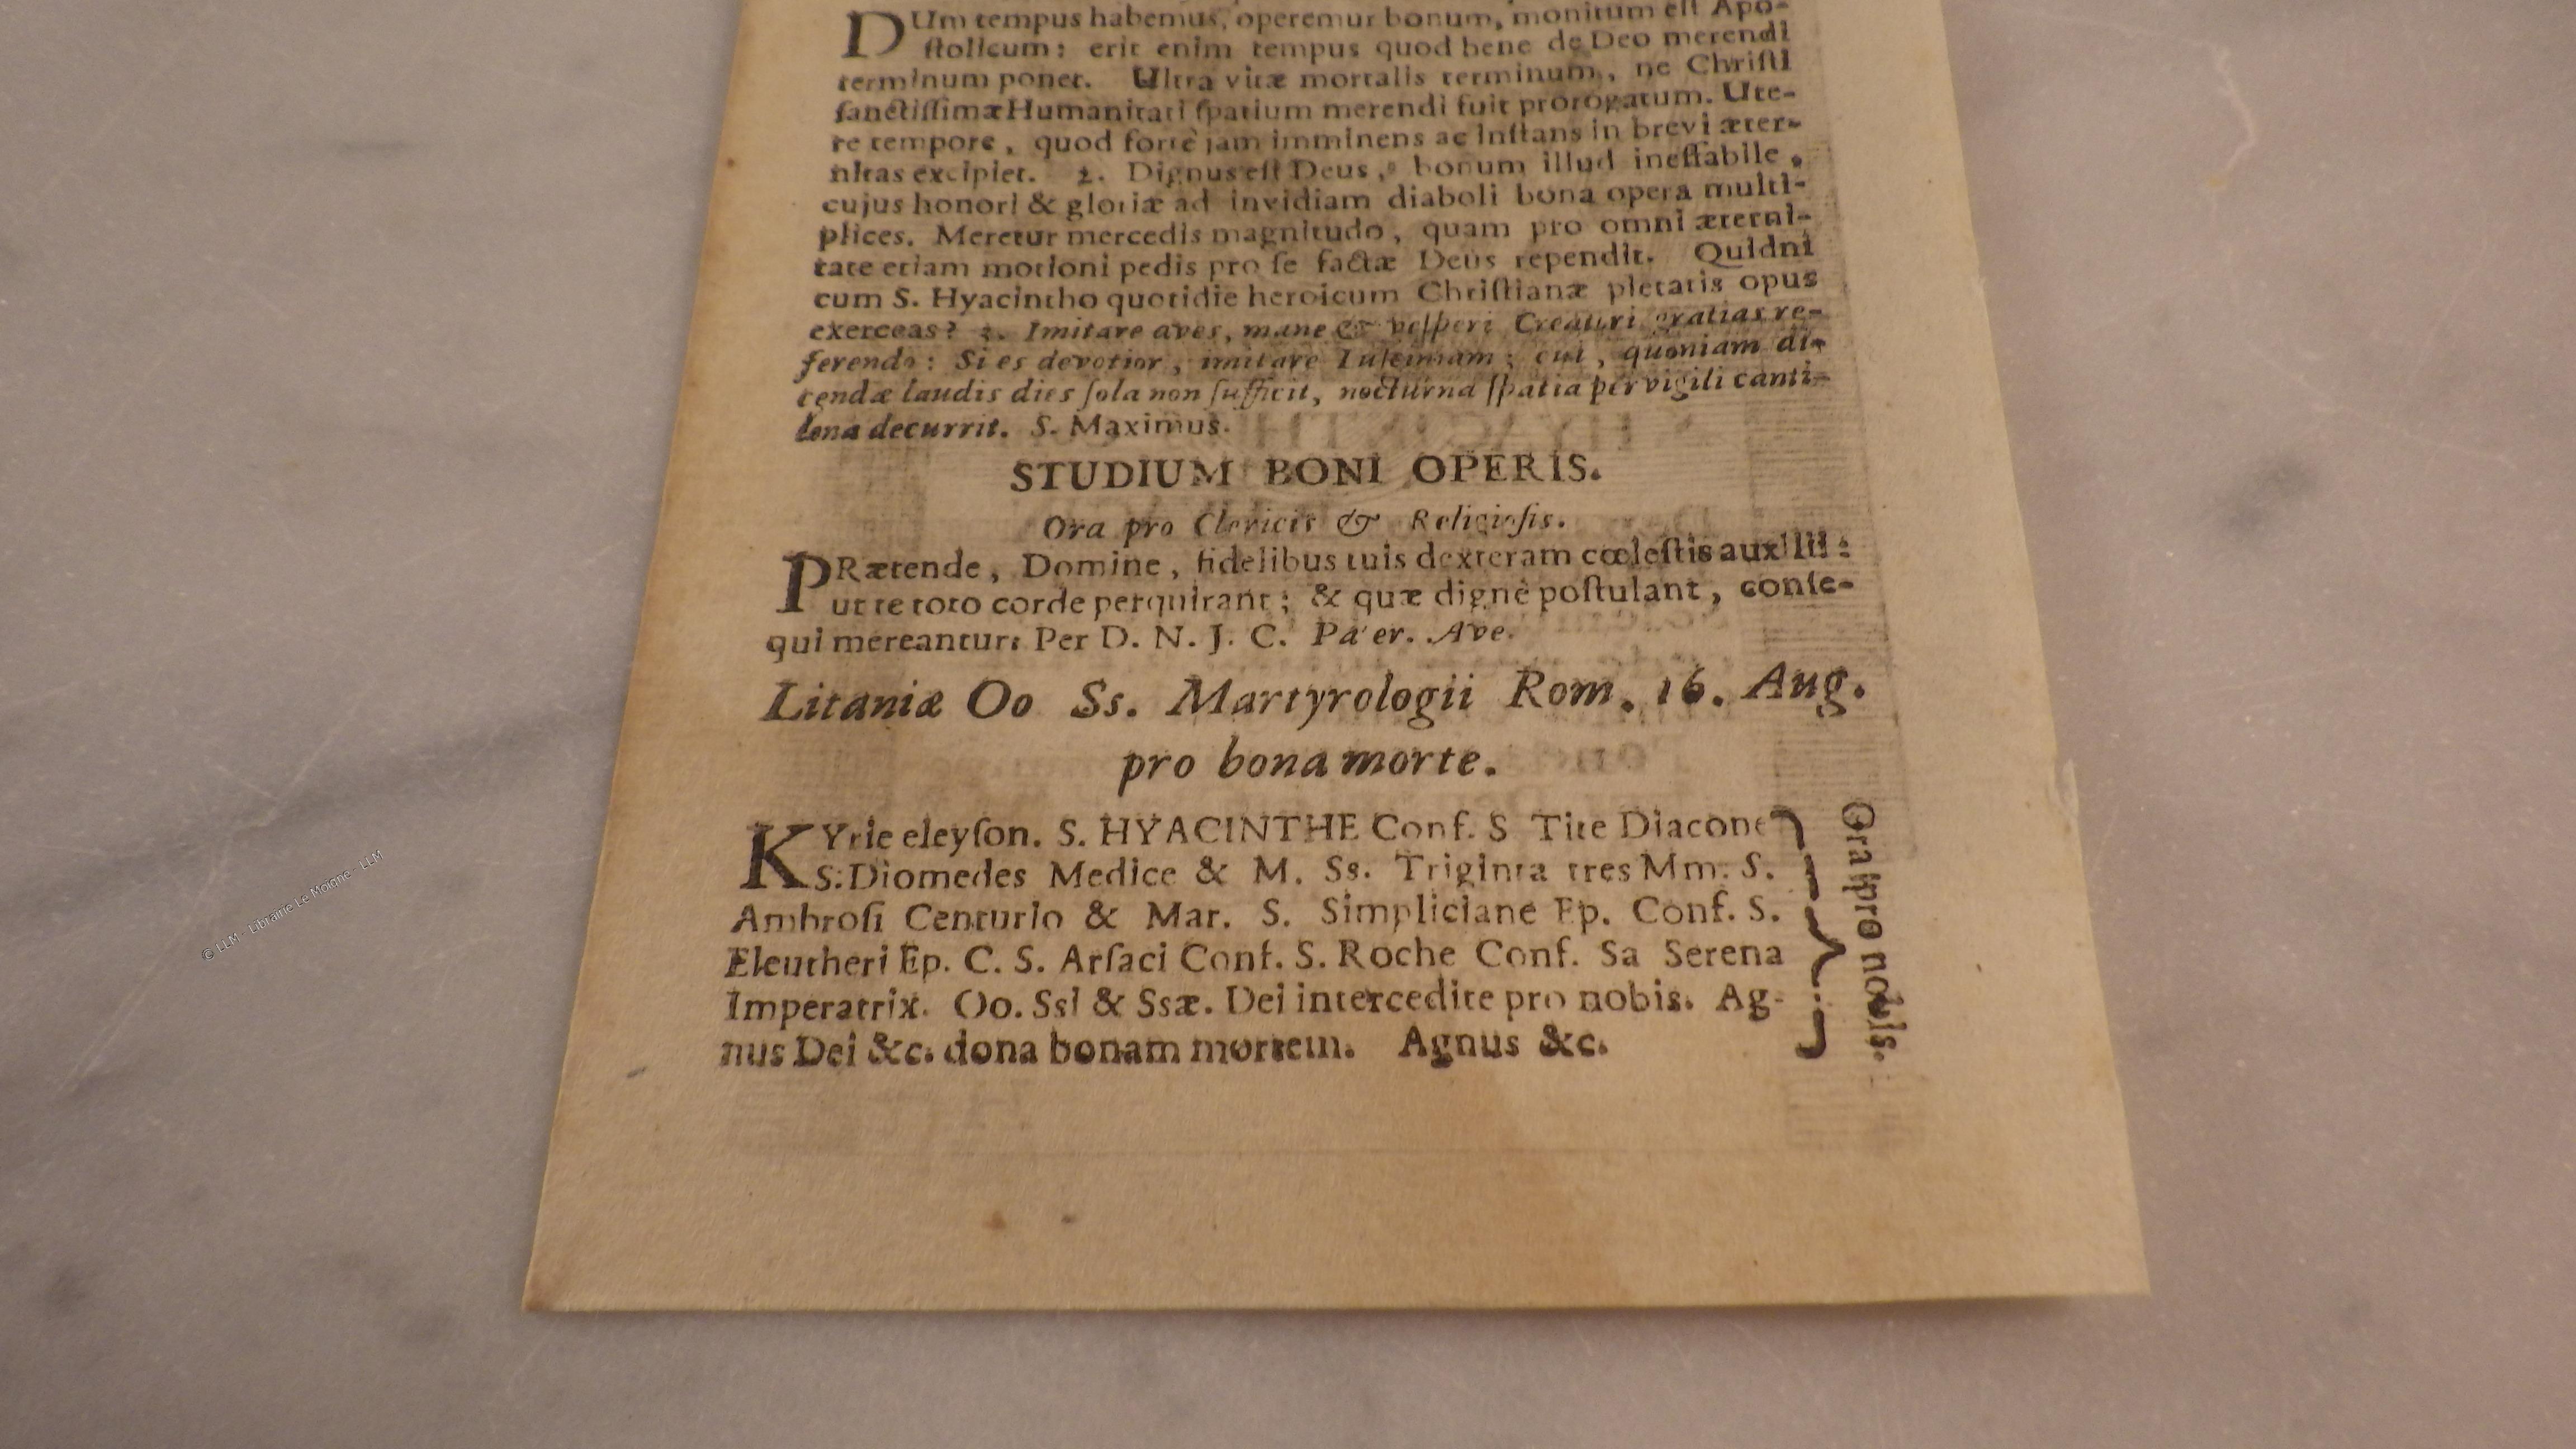 DUm tempus habemus, operemur bonum, monitum est Apo-
ſtolicum: erit enim tempus quod bene de Deo merendi
terminum ponet. Ultra vitæ mortalis terminum, ne Chriſti
ſanctiſſimæ Humanitati ſpatium merendi fuit prorogatum. Ute-
re tempore, quod fortè jam imminens ac inſtans in brevi æter-
nitas excipiet. 2. Dignus eſt Deus, bonum illud ineffabile,
cujus honori & gloriæ ad invidiam diaboli bona opera multi-
plices. Meretur mercedis magnitudo, quam pro omni æterni-
tate etiam motioni pedis pro ſe factæ Deus rependit. Quidni
cum S. Hyacintho quotidie heroicum Chriſtianæ pietatis opus
exerceas? 3. Imitare aves, mane & veſperi Creatori gratias re-
ferendo: Si es devotior, imitare Luſciniam; cui, quoniam di-
cendæ laudis dies ſola non ſufficit, nocturna ſpatia pervigili canti-
lena decurrit. S. Maximus.
STUDIUM BONI OPERIS.
Ora pro Clericis & Religioſis.
PRætende, Domine, fidelibus tuis dexteram cœleſtis auxilii:
ut te toto corde perquirant; & quæ dignè poſtulant, conſe-
qui mereantur: Per D. N. J. C. Pater. Ave.
Litaniæ Oo Ss. Martyrologii Rom. 16. Aug.
pro bona morte.
KYrie eleyſon. S. HYACINTHE Conf. S Tite Diacone
S. Diomedes Medice & M. Ss. Triginta tres Mm. S.
Ambroſi Centurio & Mar. S. Simpliciane Ep. Conf. S.
Eleutheri Ep. C. S. Arſaci Conf. S. Roche Conf. Sa Serena
Imperatrix. Oo. Ssi & Ssæ. Dei intercedite pro nobis. Ag-
nus Dei &c. dona bonam mortem. Agnus &c.
Ora pro nobis.
© LLM - Librairie Le Moigne - LLM